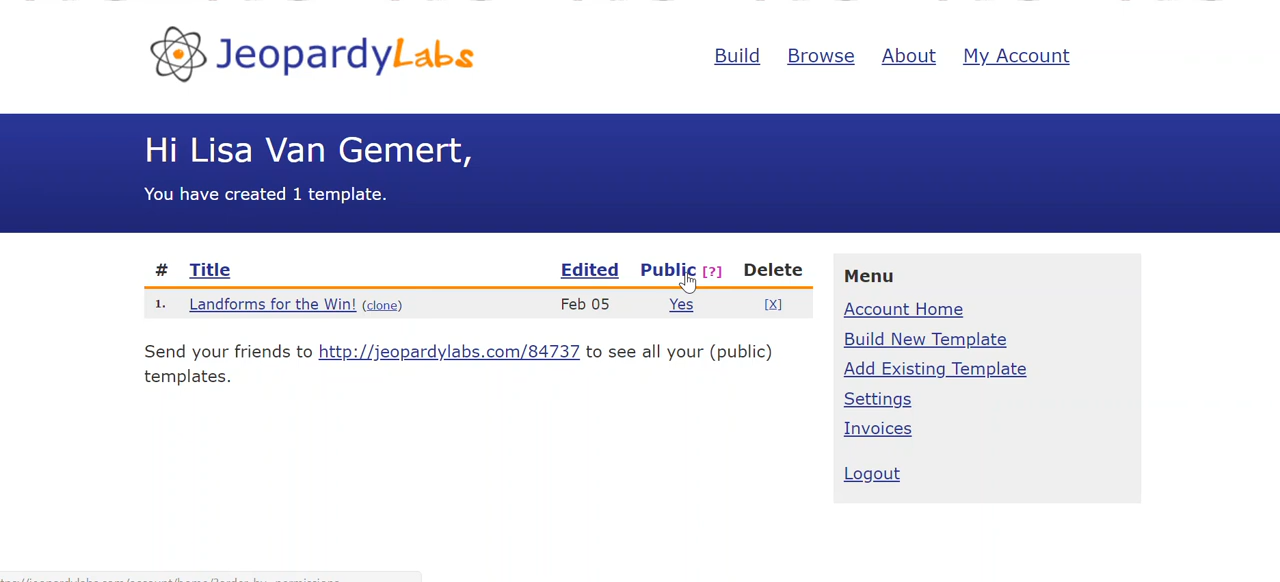 JeopardyLabs
Build Browse About My Account
Hi Lisa Van Gemert,
You have created 1 template.
# Title Edited Public [?] Delete
1. Landforms for the Win! (clone) Feb 05 Yes [X]
Send your friends to http://jeopardylabs.com/84737 to see all your (public)
templates.
Menu
Account Home
Build New Template
Add Existing Template
Settings
Invoices
Logout